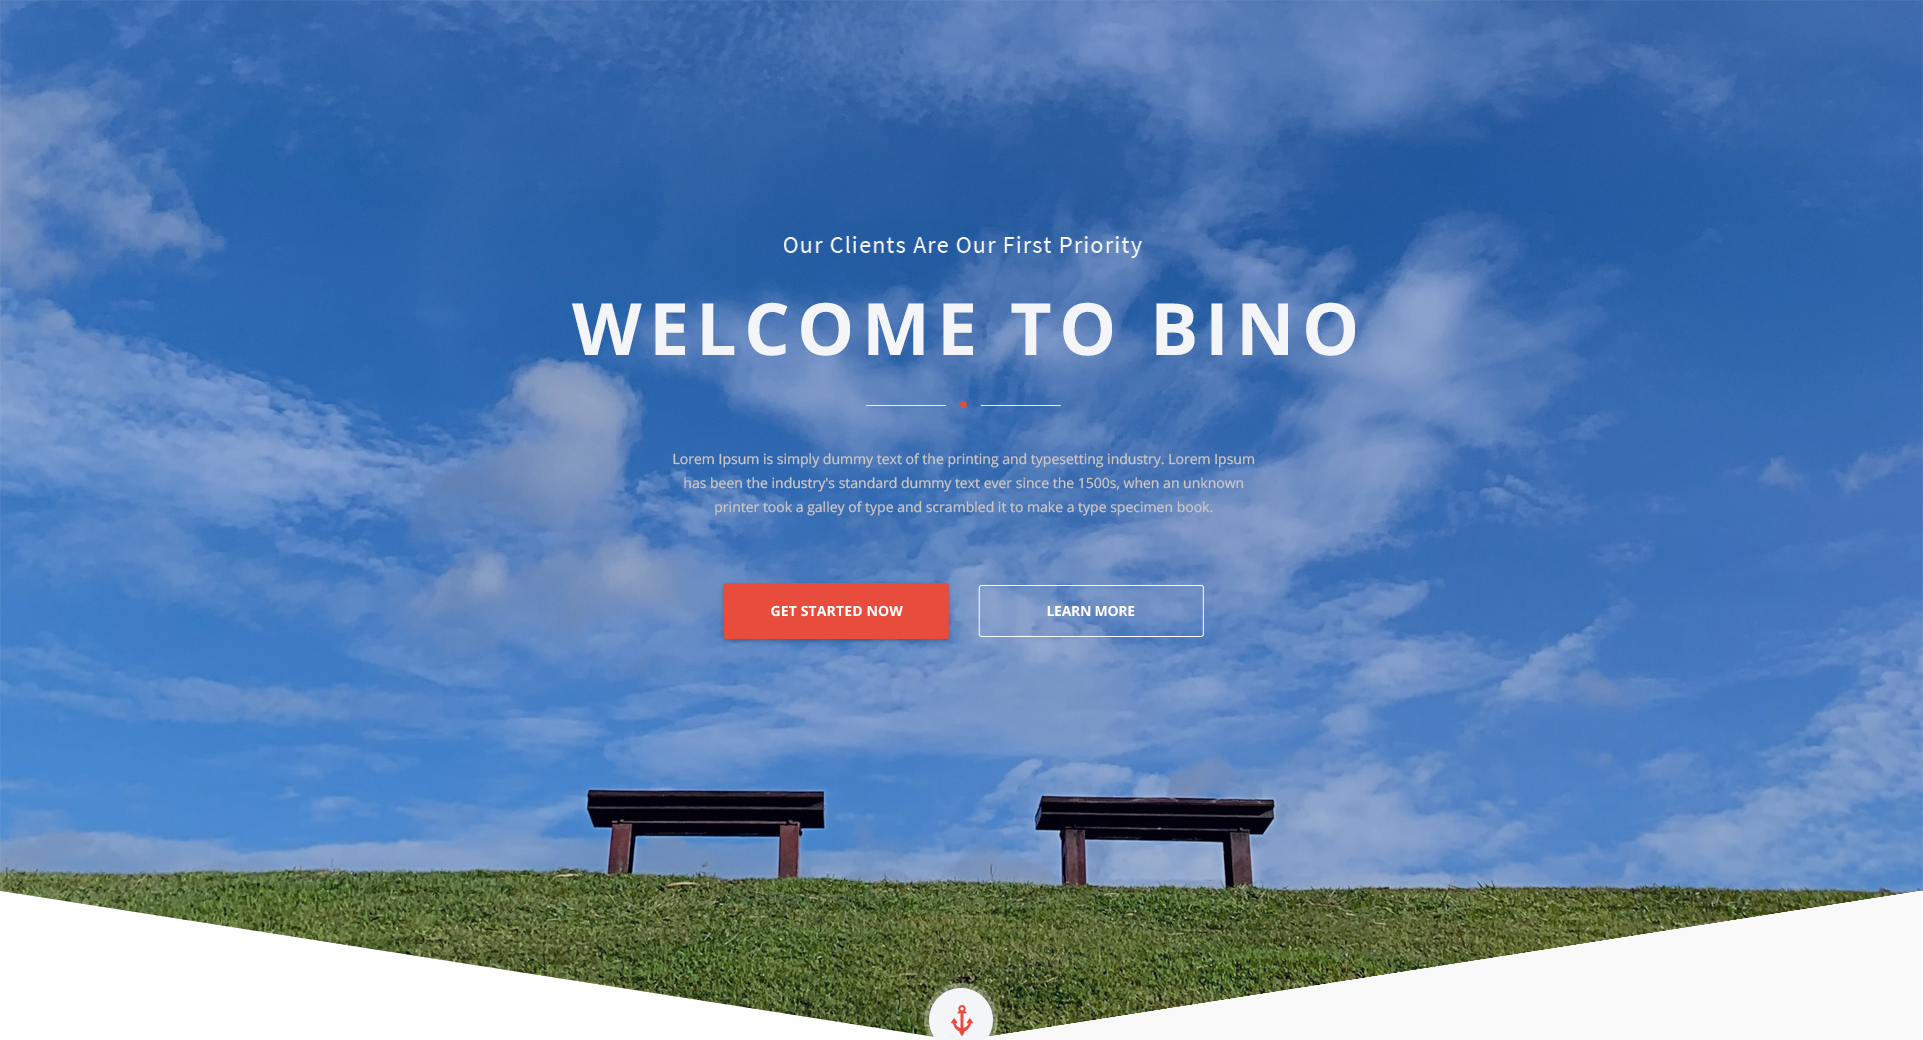 Our Clients Are Our First Priority
WELCOME TO BINO
Lorem Ipsum is simply dummy text of the printing and typesetting industry. Lorem Ipsum
has been the industry's standard dummy text ever since the 1500s, when an unknown
printer took a galley of type and scrambled it to make a type specimen book.
GET STARTED NOW
LEARN MORE